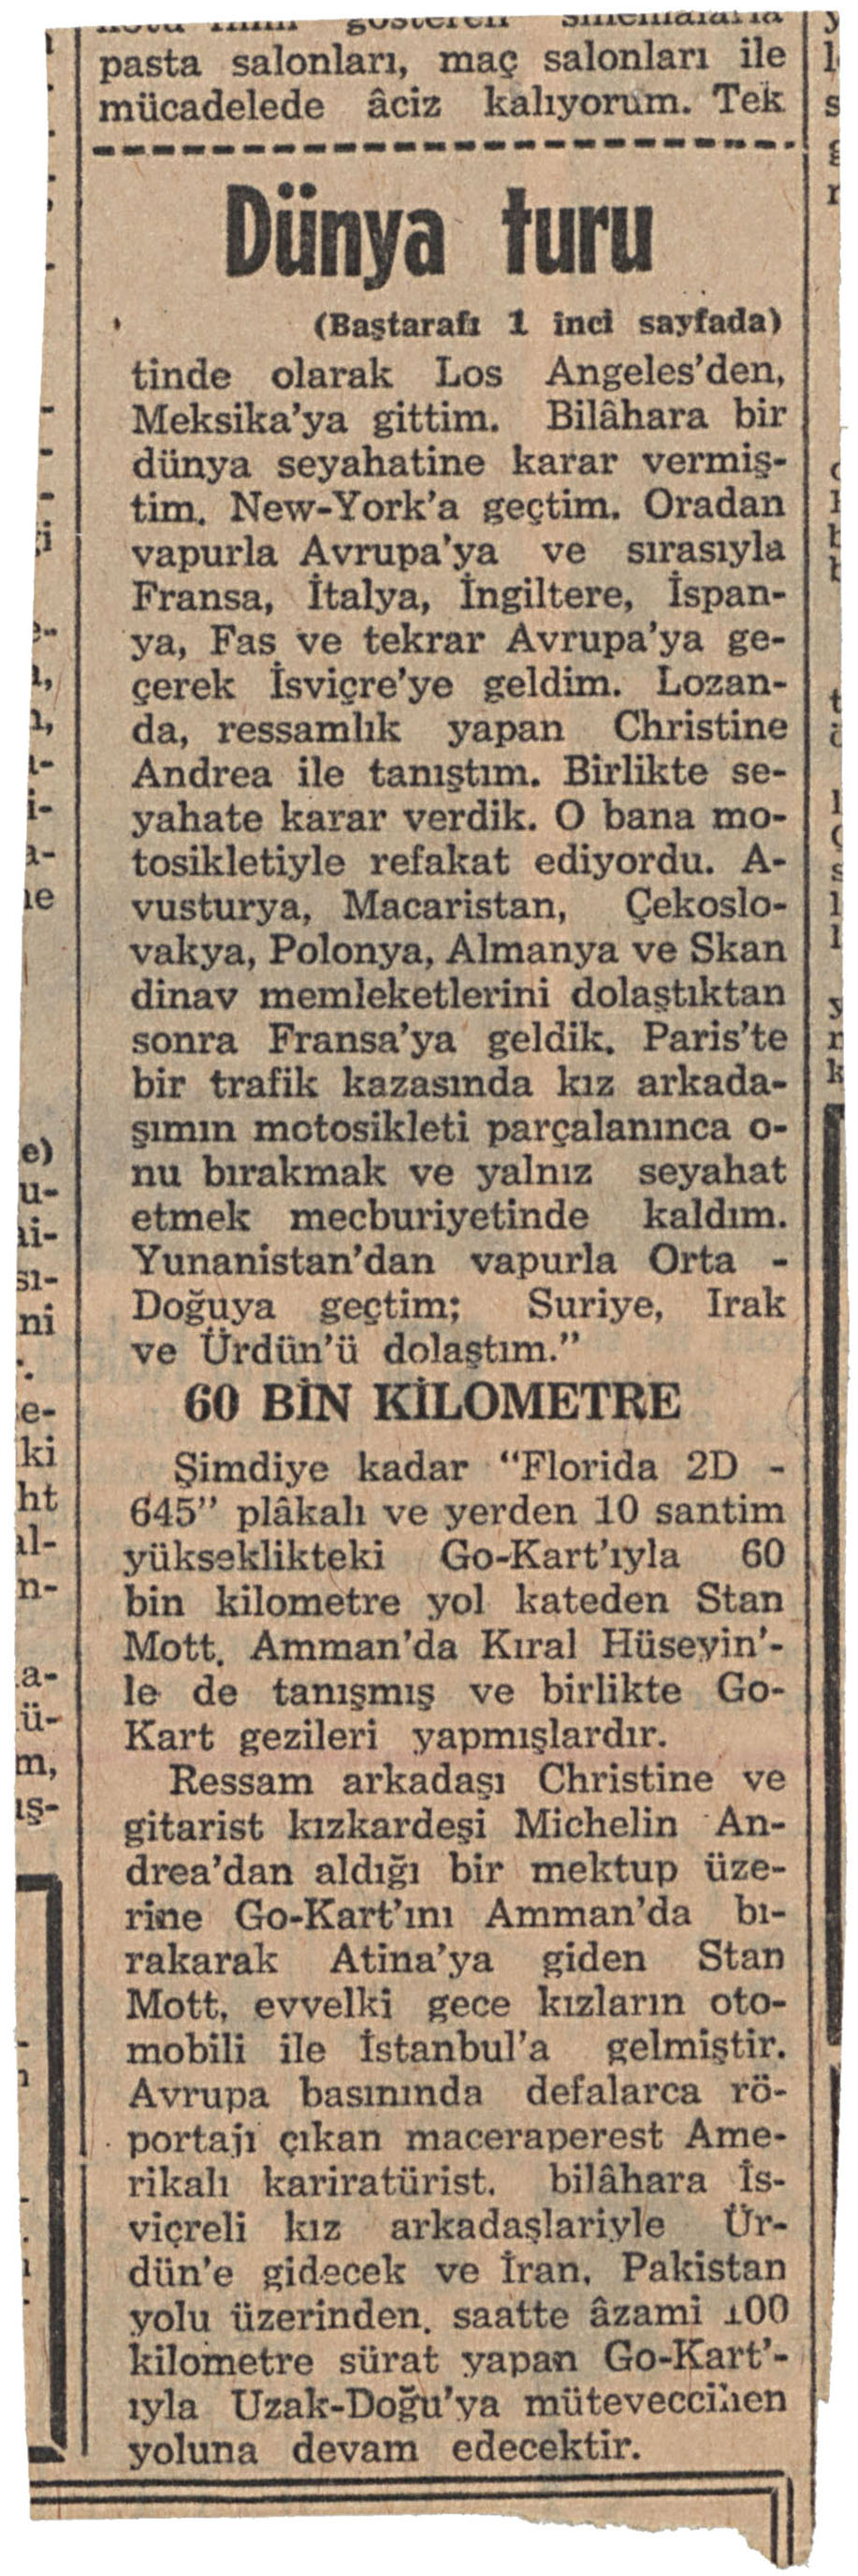 pasta salonları, maç salonları ile
mücadelede âciz kalıyorum. Tek
Dünya turu
(Baştarafı 1 inci sayfada)
tinde olarak Los Angeles'den,
Meksika'ya gittim. Bilâhara bir
dünya seyahatine karar vermiş-
tim. New-York'a geçtim. Oradan
vapurla Avrupa'ya ve sırasıyla
Fransa, İtalya, İngiltere, İspan-
ya, Fas ve tekrar Avrupa'ya ge-
çerek İsviçre'ye geldim. Lozan-
da, ressamlık yapan Christine
Andrea ile tanıştım. Birlikte se-
yahate karar verdik. O bana mo-
tosikletiyle refakat ediyordu. A-
vusturya, Macaristan, Çekoslo-
vakya, Polonya, Almanya ve Skan
dinav memleketlerini dolaştıktan
sonra Fransa'ya geldik. Paris'te
bir trafik kazasında kız arkada-
şımın motosikleti parçalanınca o-
nu bırakmak ve yalnız seyahat
etmek mecburiyetinde kaldım.
Yunanistan'dan vapurla Orta -
Doğuya geçtim; Suriye, Irak
ve Ürdün'ü dolaştım."
60 BİN KİLOMETRE
Şimdiye kadar "Florida 2D -
645" plâkalı ve yerden 10 santim
yükseklikteki Go-Kart'ıyla 60
bin kilometre yol kateden Stan
Mott. Amman'da Kıral Hüseyin'-
le de tanışmış ve birlikte Go-
Kart gezileri yapmışlardır.
Ressam arkadaşı Christine ve
gitarist kızkardeşi Michelin An-
drea'dan aldığı bir mektup üze-
rine Go-Kart'ını Amman'da bı-
rakarak Atina'ya giden Stan
Mott, evvelki gece kızların oto-
mobili ile İstanbul'a gelmiştir.
Avrupa basınında defalarca rö-
portajı çıkan maceraperest Ame-
rikalı kariratürist. bilâhara İs-
viçreli kız arkadaşlariyle Ür-
dün'e gidecek ve İran, Pakistan
yolu üzerinden. saatte âzami 100
kilometre sürat yapan Go-Kart'-
ıyla Uzak-Doğu'ya müteveccihen
yoluna devam edecektir.